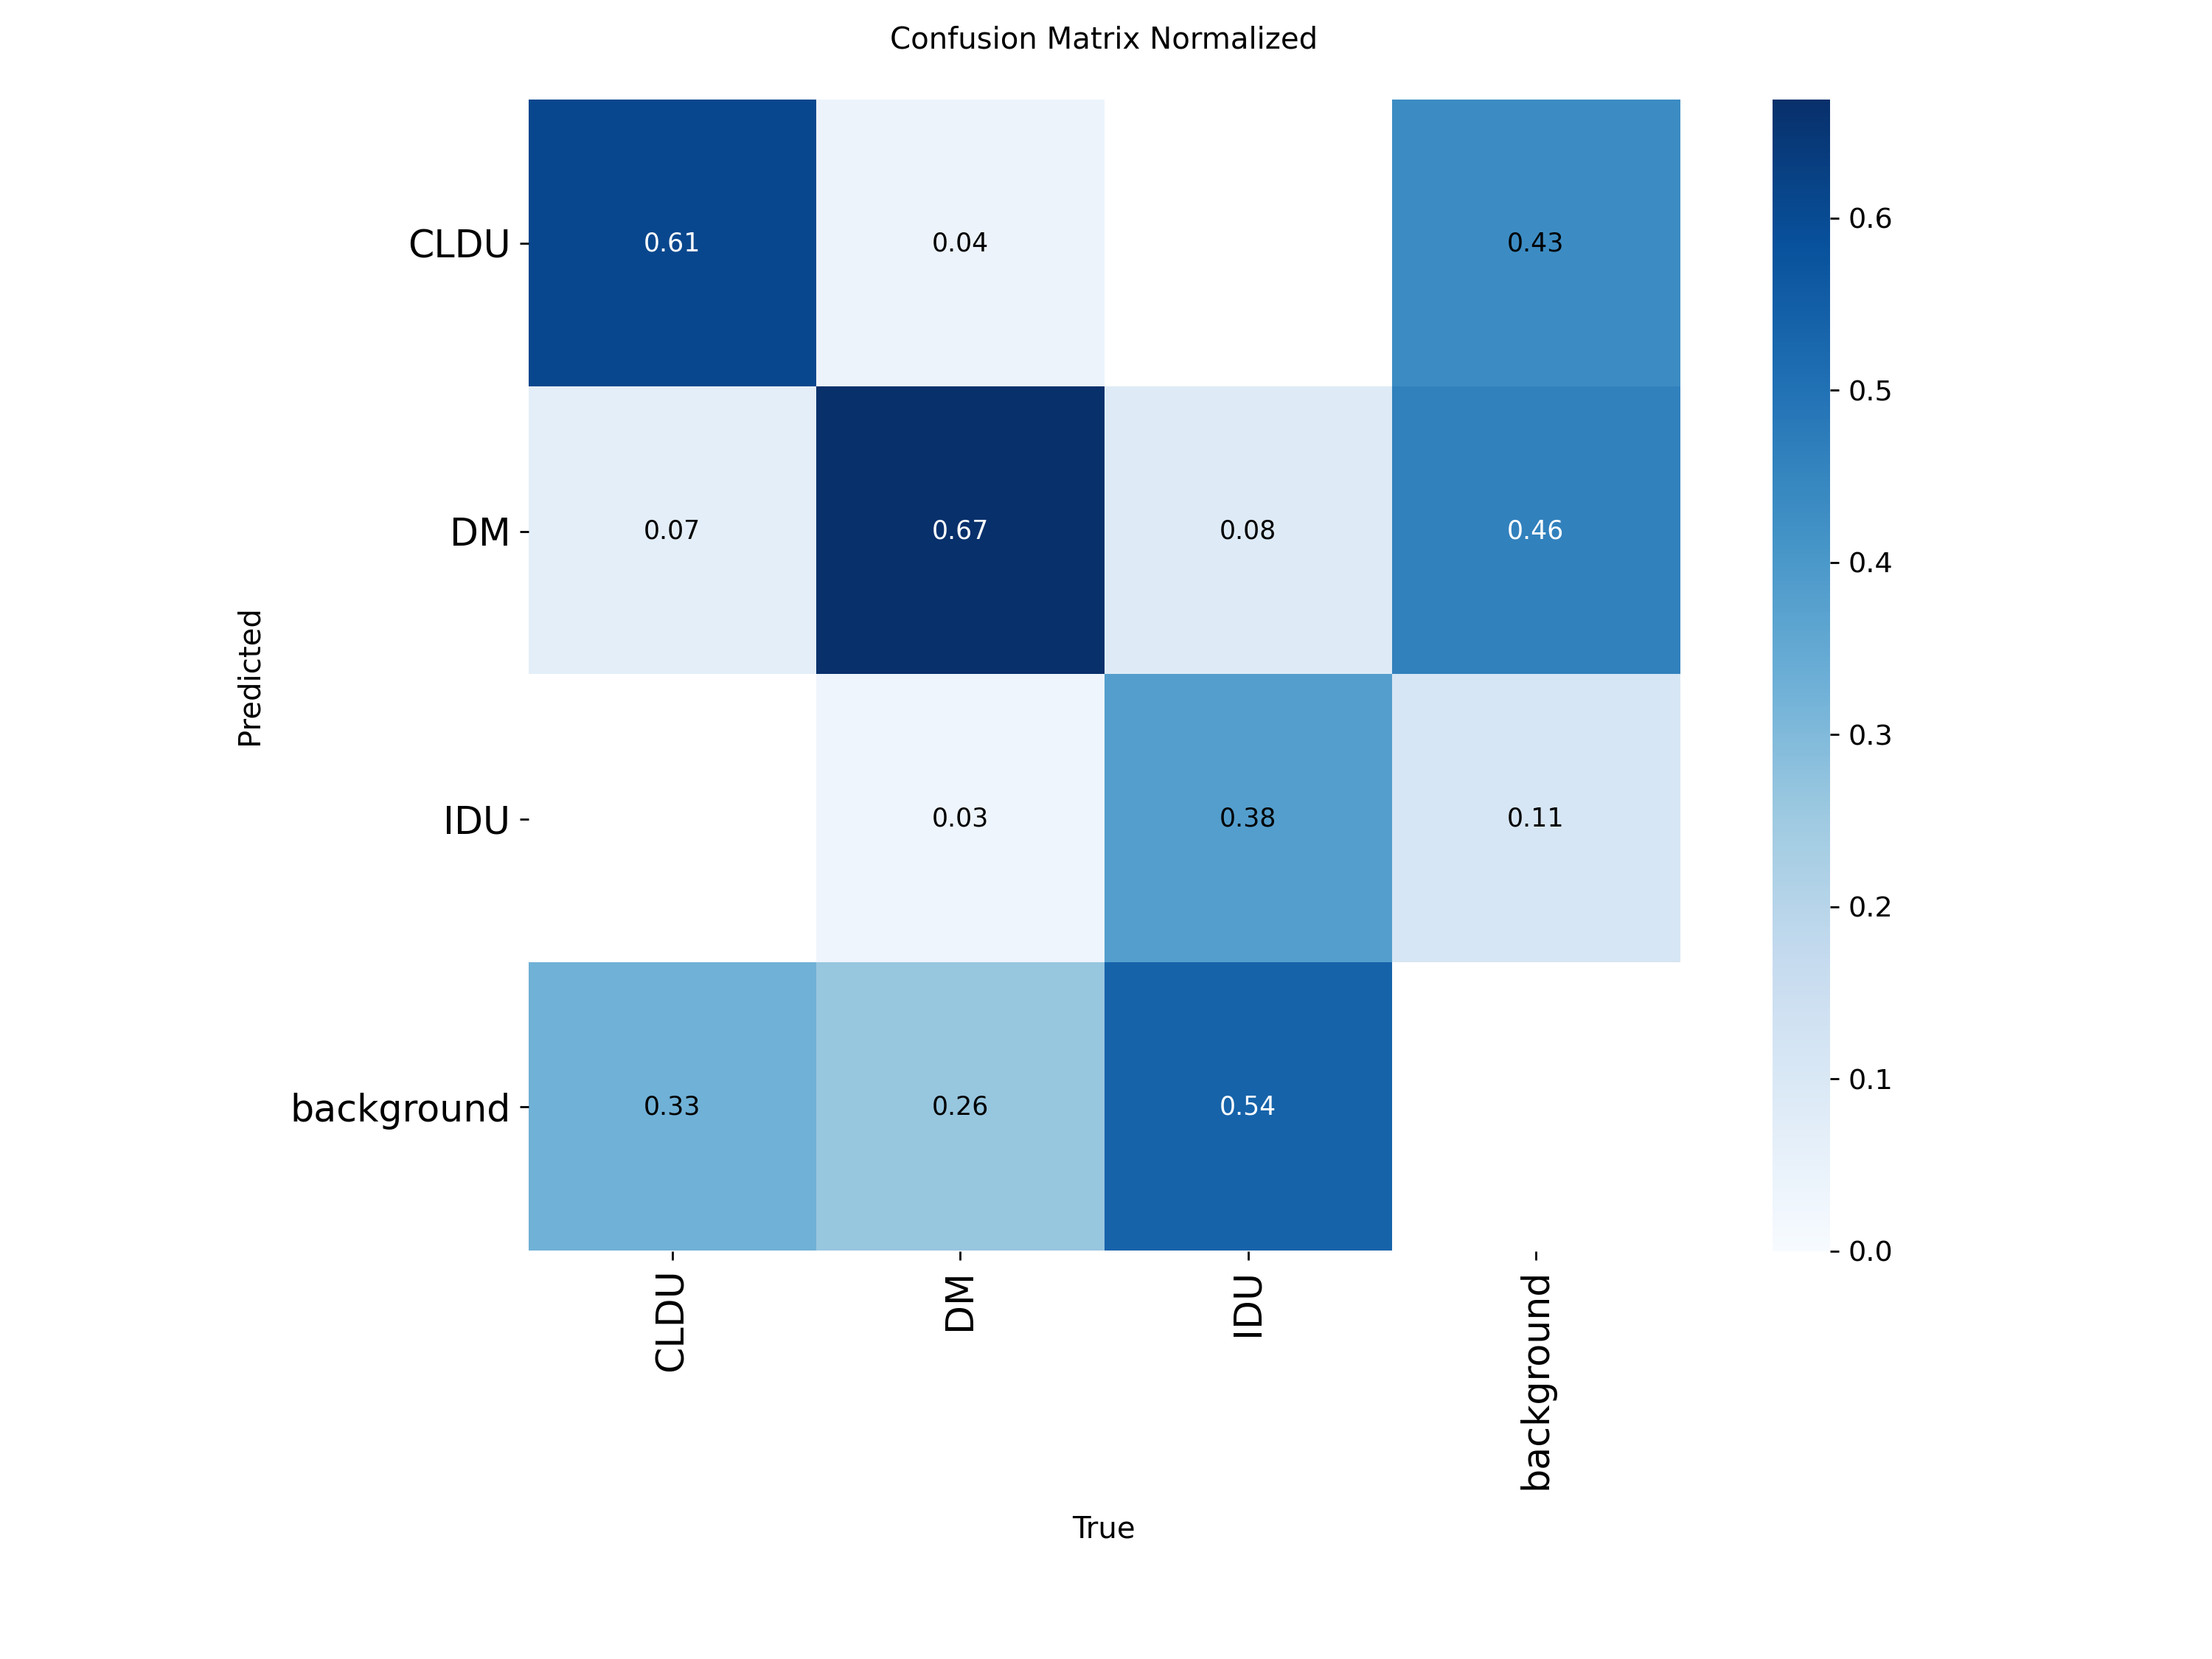 Confusion Matrix Normalized
CLDU 0.61 0.04 0.43
DM 0.07 0.67 0.08 0.46
IDU 0.03 0.38 0.11
background 0.33 0.26 0.54
CLDU DM IDU background
Predicted
True
0.6
0.5
0.4
0.3
0.2
0.1
0.0